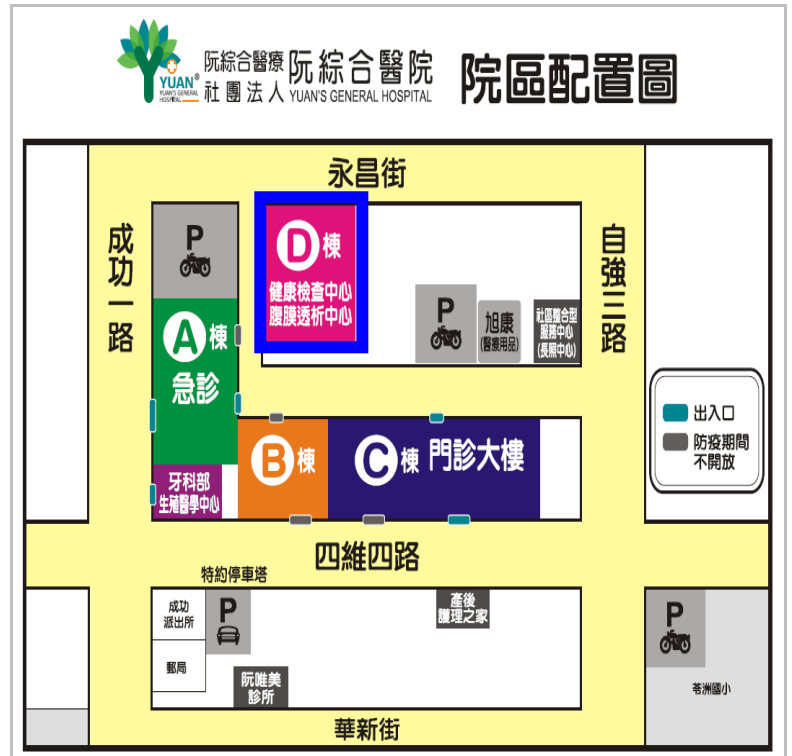 阮綜合醫療
社團法人
阮綜合醫院
YUAN'S GENERAL HOSPITAL
YUAN®
YUAN'S GENERAL
HOSPITAL
院區配置圖
永昌街
成功一路
自強三路
P
D棟
健康檢查中心
腹膜透析中心
A棟
急診
P
旭康
(醫療用品)
社區整合型
服務中心
(長照中心)
出入口
防疫期間
不開放
B棟
C棟 門診大樓
牙科部
生殖醫學中心
四維四路
特約停車塔
成功
派出所
P
產後
護理之家
P
郵局
阮唯美
診所
苓洲國小
華新街